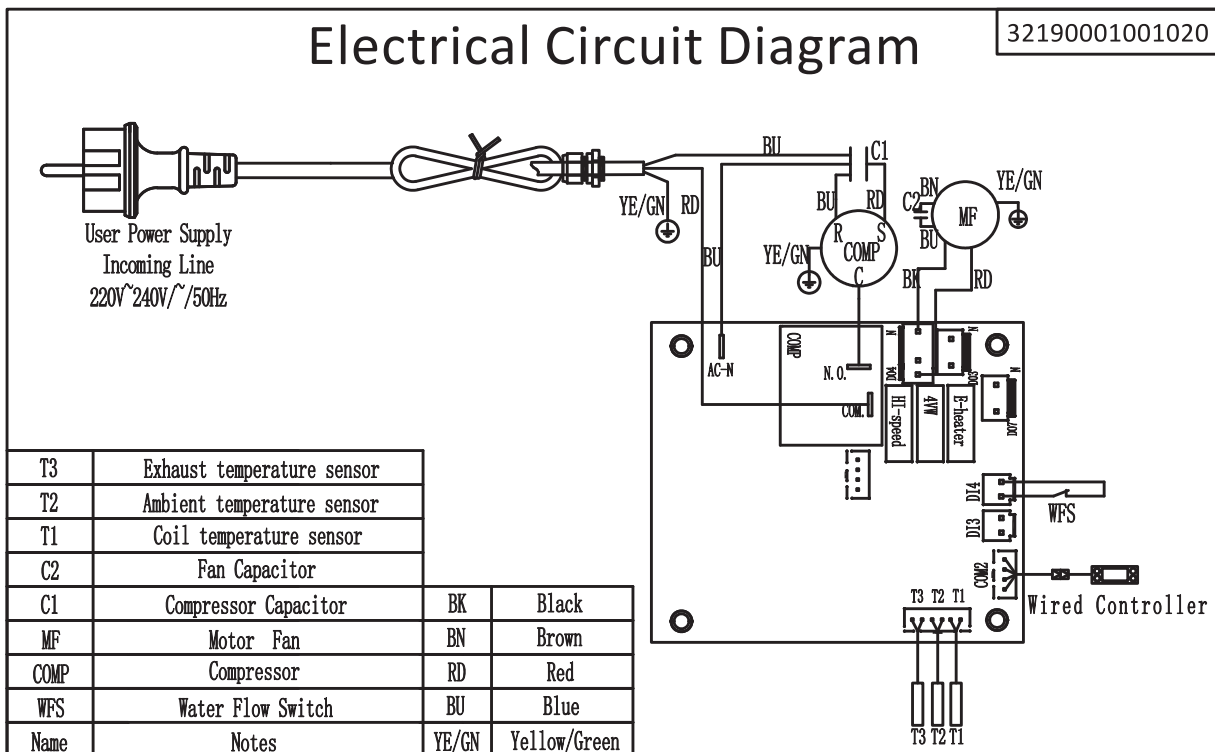 Electrical Circuit Diagram
32190001001020
User Power Supply
Incoming Line
220V~240V/~/50Hz
YE/GN
RD
BU
BU
C1
BU
RD
R
S
COMP
C
YE/GN
C2
BN
BU
MF
YE/GN
BK
RD
AC-N
COMP
N.O.
COM.
N
DO4
N
DO3
N
DO7
HI-speed
4VW
E-heater
DI4
WFS
DI3
COM2
Wired Controller
T3 T2 T1
T3 T2 T1
T3 Exhaust temperature sensor
T2 Ambient temperature sensor
T1 Coil temperature sensor
C2 Fan Capacitor
C1 Compressor Capacitor BK Black
MF Motor Fan BN Brown
COMP Compressor RD Red
WFS Water Flow Switch BU Blue
Name Notes YE/GN Yellow/Green